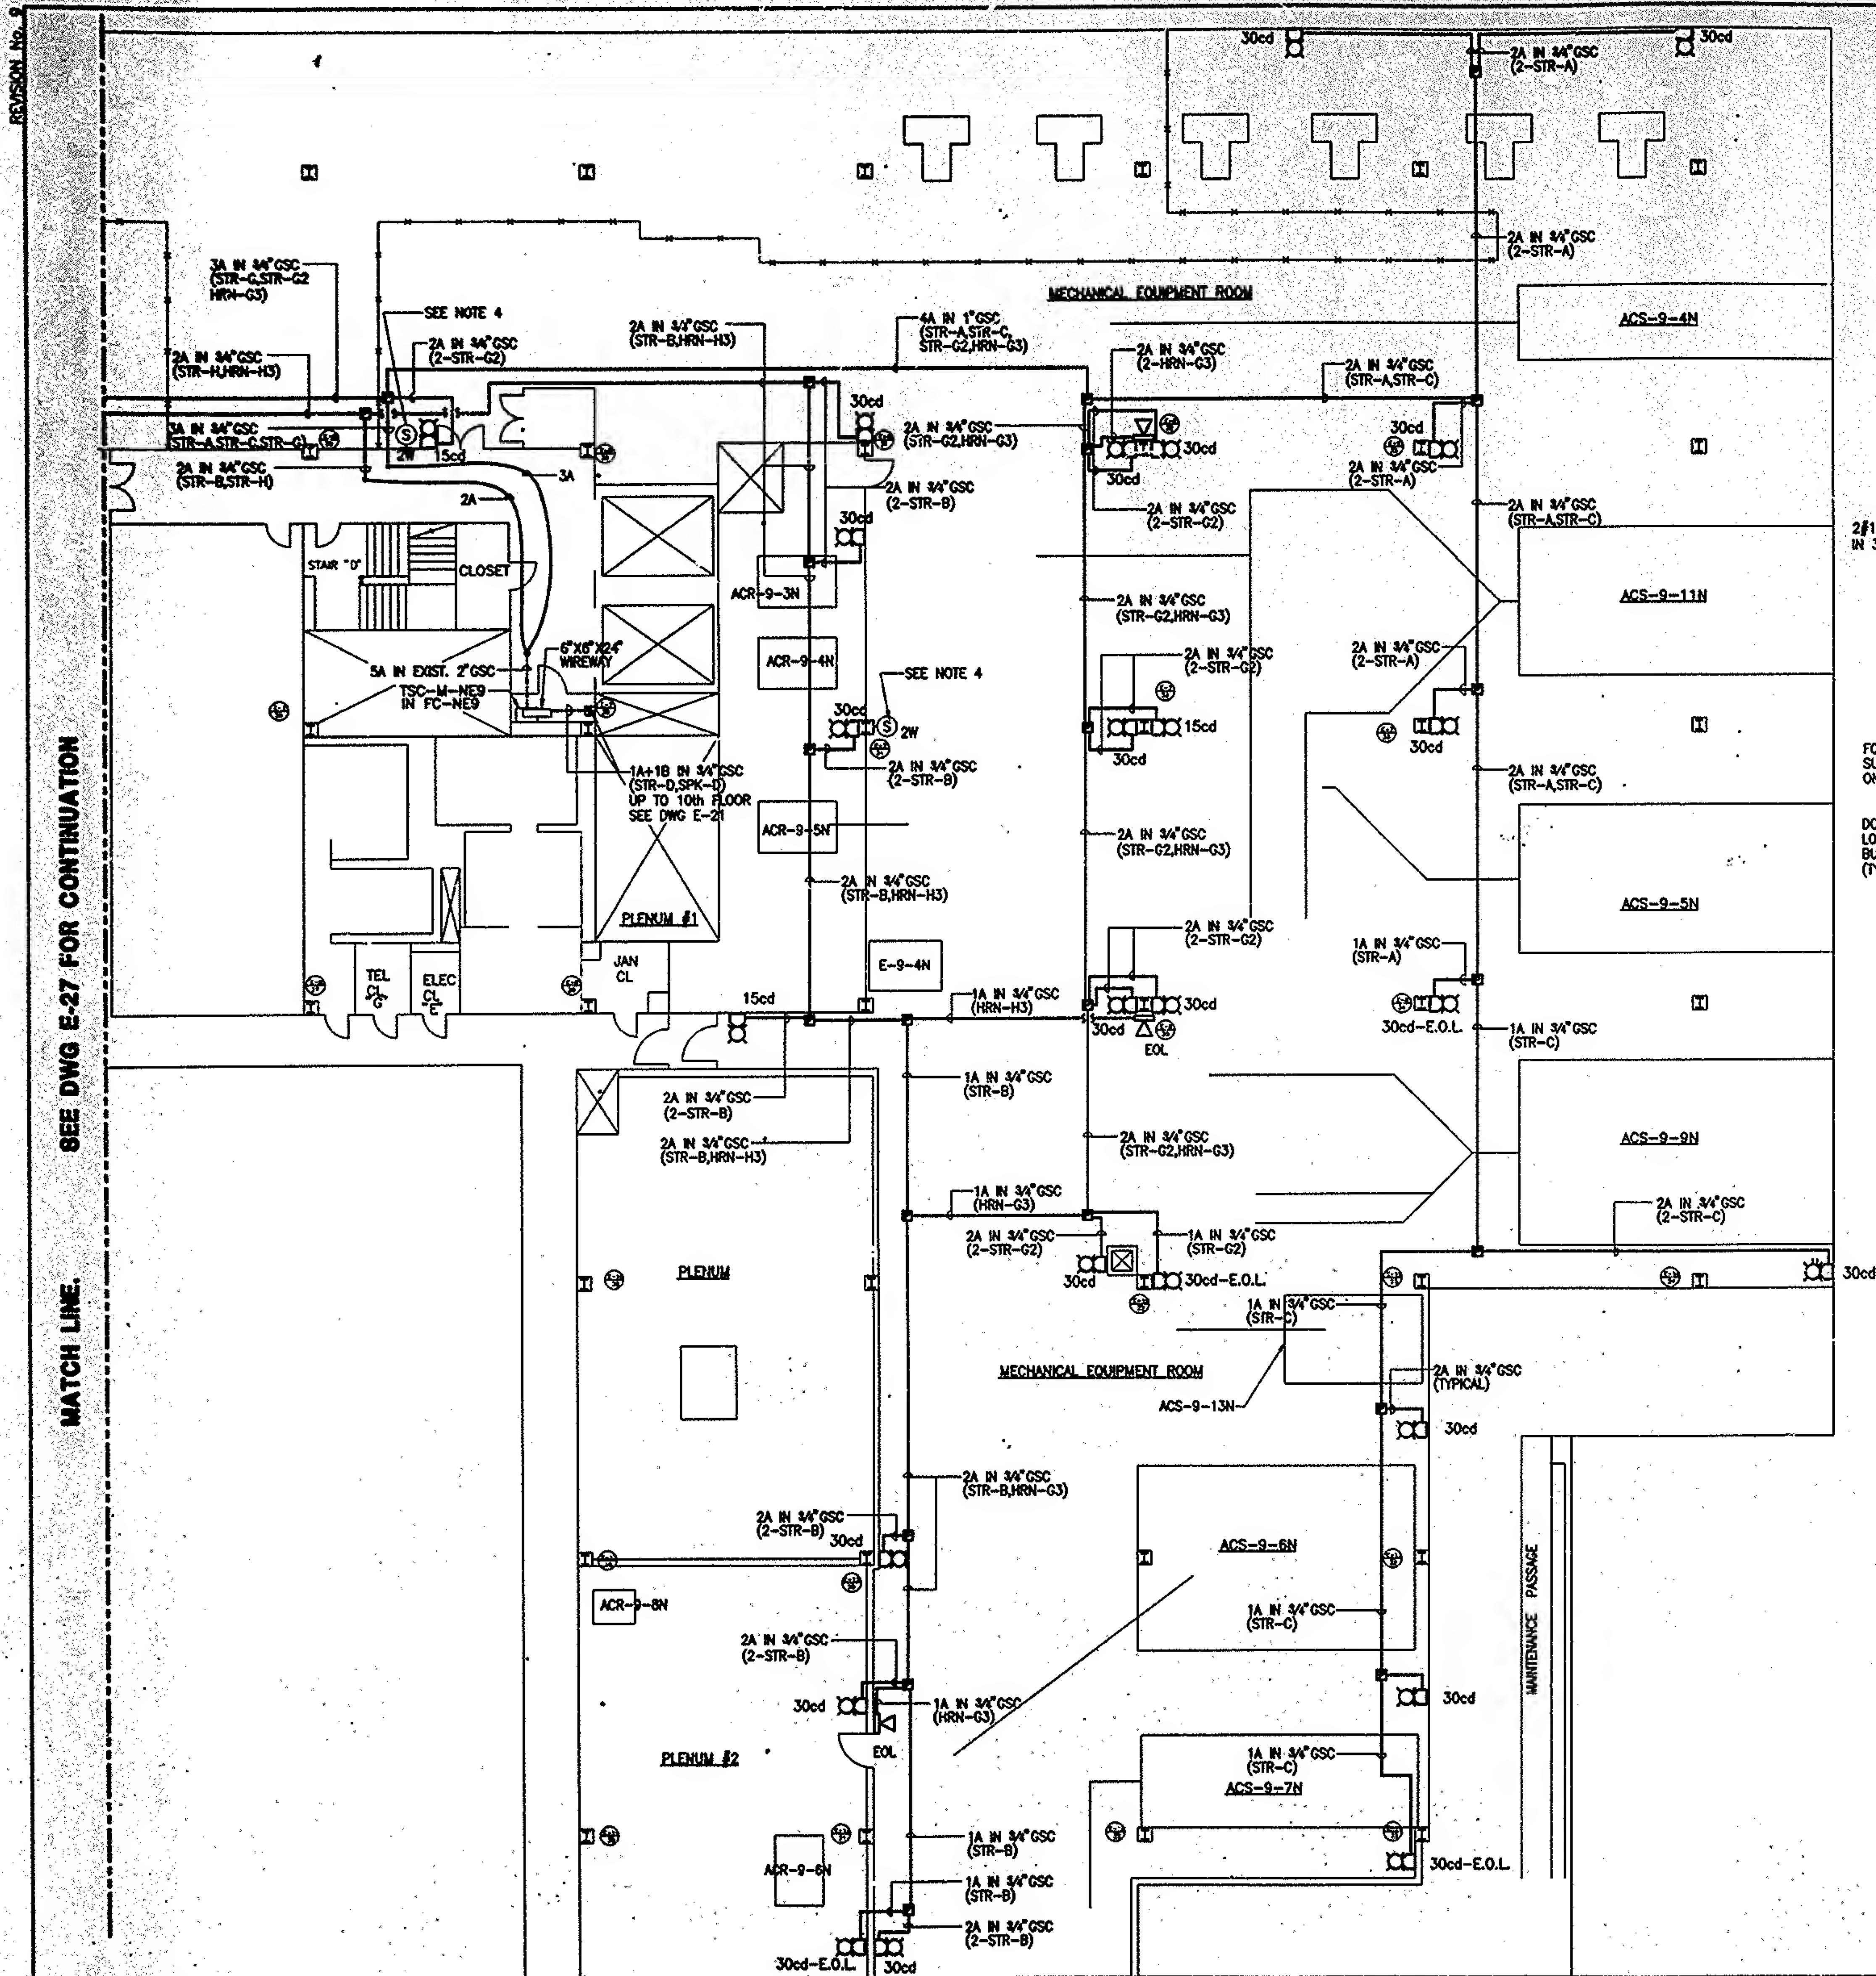 REVISION No. 9
30cd
30cd
2A IN 3/4"GSC
(2-STR-A)
2A IN 3/4"GSC
(2-STR-A)
MECHANICAL EQUIPMENT ROOM
ACS-9-4N
3A IN 3/4"GSC
(STR-G,STR-G2
HRN-G3)
SEE NOTE 4
2A IN 3/4"GSC
(STR-H,HRN-H3)
2A IN 3/4"GSC
(2-STR-G2)
2A IN 3/4"GSC
(STR-B,HRN-H3)
4A IN 1"GSC
(STR-A,STR-C,
STR-G2,HRN-G3)
2A IN 3/4"GSC
(2-HRN-G3)
2A IN 3/4"GSC
(STR-A,STR-C)
3A IN 3/4"GSC
(STR-A,STR-C,STR-G)
S
2W
15cd
30cd
2A IN 3/4"GSC
(STR-G2,HRN-G3)
30cd
30cd
30cd
2A IN 3/4"GSC
(2-STR-A)
2A IN 3/4"GSC
(STR-B,STR-H)
2A
3A
2A IN 3/4"GSC
(2-STR-B)
30cd
2A IN 3/4"GSC
(2-STR-G2)
2A IN 3/4"GSC
(STR-A,STR-C)
STAIR "D"
CLOSET
ACR-9-3N
2A IN 3/4"GSC
(STR-G2,HRN-G3)
ACS-9-11N
5A IN EXIST. 2"GSC
TSC-M-NE9
IN FC-NE9
6"X6"X24"
WIREWAY
ACR-9-4N
SEE NOTE 4
30cd
S
2W
2A IN 3/4"GSC
(2-STR-G2)
15cd
30cd
2A IN 3/4"GSC
(2-STR-A)
30cd
1A+1B IN 3/4"GSC
(STR-D,SPK-D)
UP TO 10th FLOOR
SEE DWG E-21
2A IN 3/4"GSC
(2-STR-B)
2A IN 3/4"GSC
(STR-A,STR-C)
ACR-9-5N
2A IN 3/4"GSC
(STR-G2,HRN-G3)
2A IN 3/4"GSC
(STR-B,HRN-H3)
PLENUM #1
ACS-9-5N
2A IN 3/4"GSC
(2-STR-G2)
1A IN 3/4"GSC
(STR-A)
TEL
CL
"G"
ELEC
CL
"E"
JAN
CL
E-9-4N
15cd
1A IN 3/4"GSC
(HRN-H3)
30cd
30cd
EOL
30cd-E.O.L.
1A IN 3/4"GSC
(STR-C)
1A IN 3/4"GSC
(STR-B)
2A IN 3/4"GSC
(2-STR-B)
2A IN 3/4"GSC
(STR-B,HRN-H3)
2A IN 3/4"GSC
(STR-G2,HRN-G3)
ACS-9-9N
1A IN 3/4"GSC
(HRN-G3)
2A IN 3/4"GSC
(2-STR-C)
2A IN 3/4"GSC
(2-STR-G2)
1A IN 3/4"GSC
(STR-G2)
30cd
30cd-E.O.L.
30cd
PLENUM
1A IN 3/4"GSC
(STR-C)
MECHANICAL EQUIPMENT ROOM
ACS-9-13N
2A IN 3/4"GSC
(TYPICAL)
30cd
2A IN 3/4"GSC
(STR-B,HRN-G3)
2A IN 3/4"GSC
(2-STR-B)
30cd
ACS-9-6N
MAINTENANCE PASSAGE
ACR-9-8N
1A IN 3/4"GSC
(STR-C)
2A IN 3/4"GSC
(2-STR-B)
30cd
1A IN 3/4"GSC
(HRN-G3)
30cd
EOL
PLENUM #2
1A IN 3/4"GSC
(STR-C)
ACS-9-7N
1A IN 3/4"GSC
(STR-B)
ACR-9-6N
30cd-E.O.L.
1A IN 3/4"GSC
(STR-B)
2A IN 3/4"GSC
(2-STR-B)
30cd-E.O.L.
30cd
MATCH LINE. SEE DWG E-27 FOR CONTINUATION